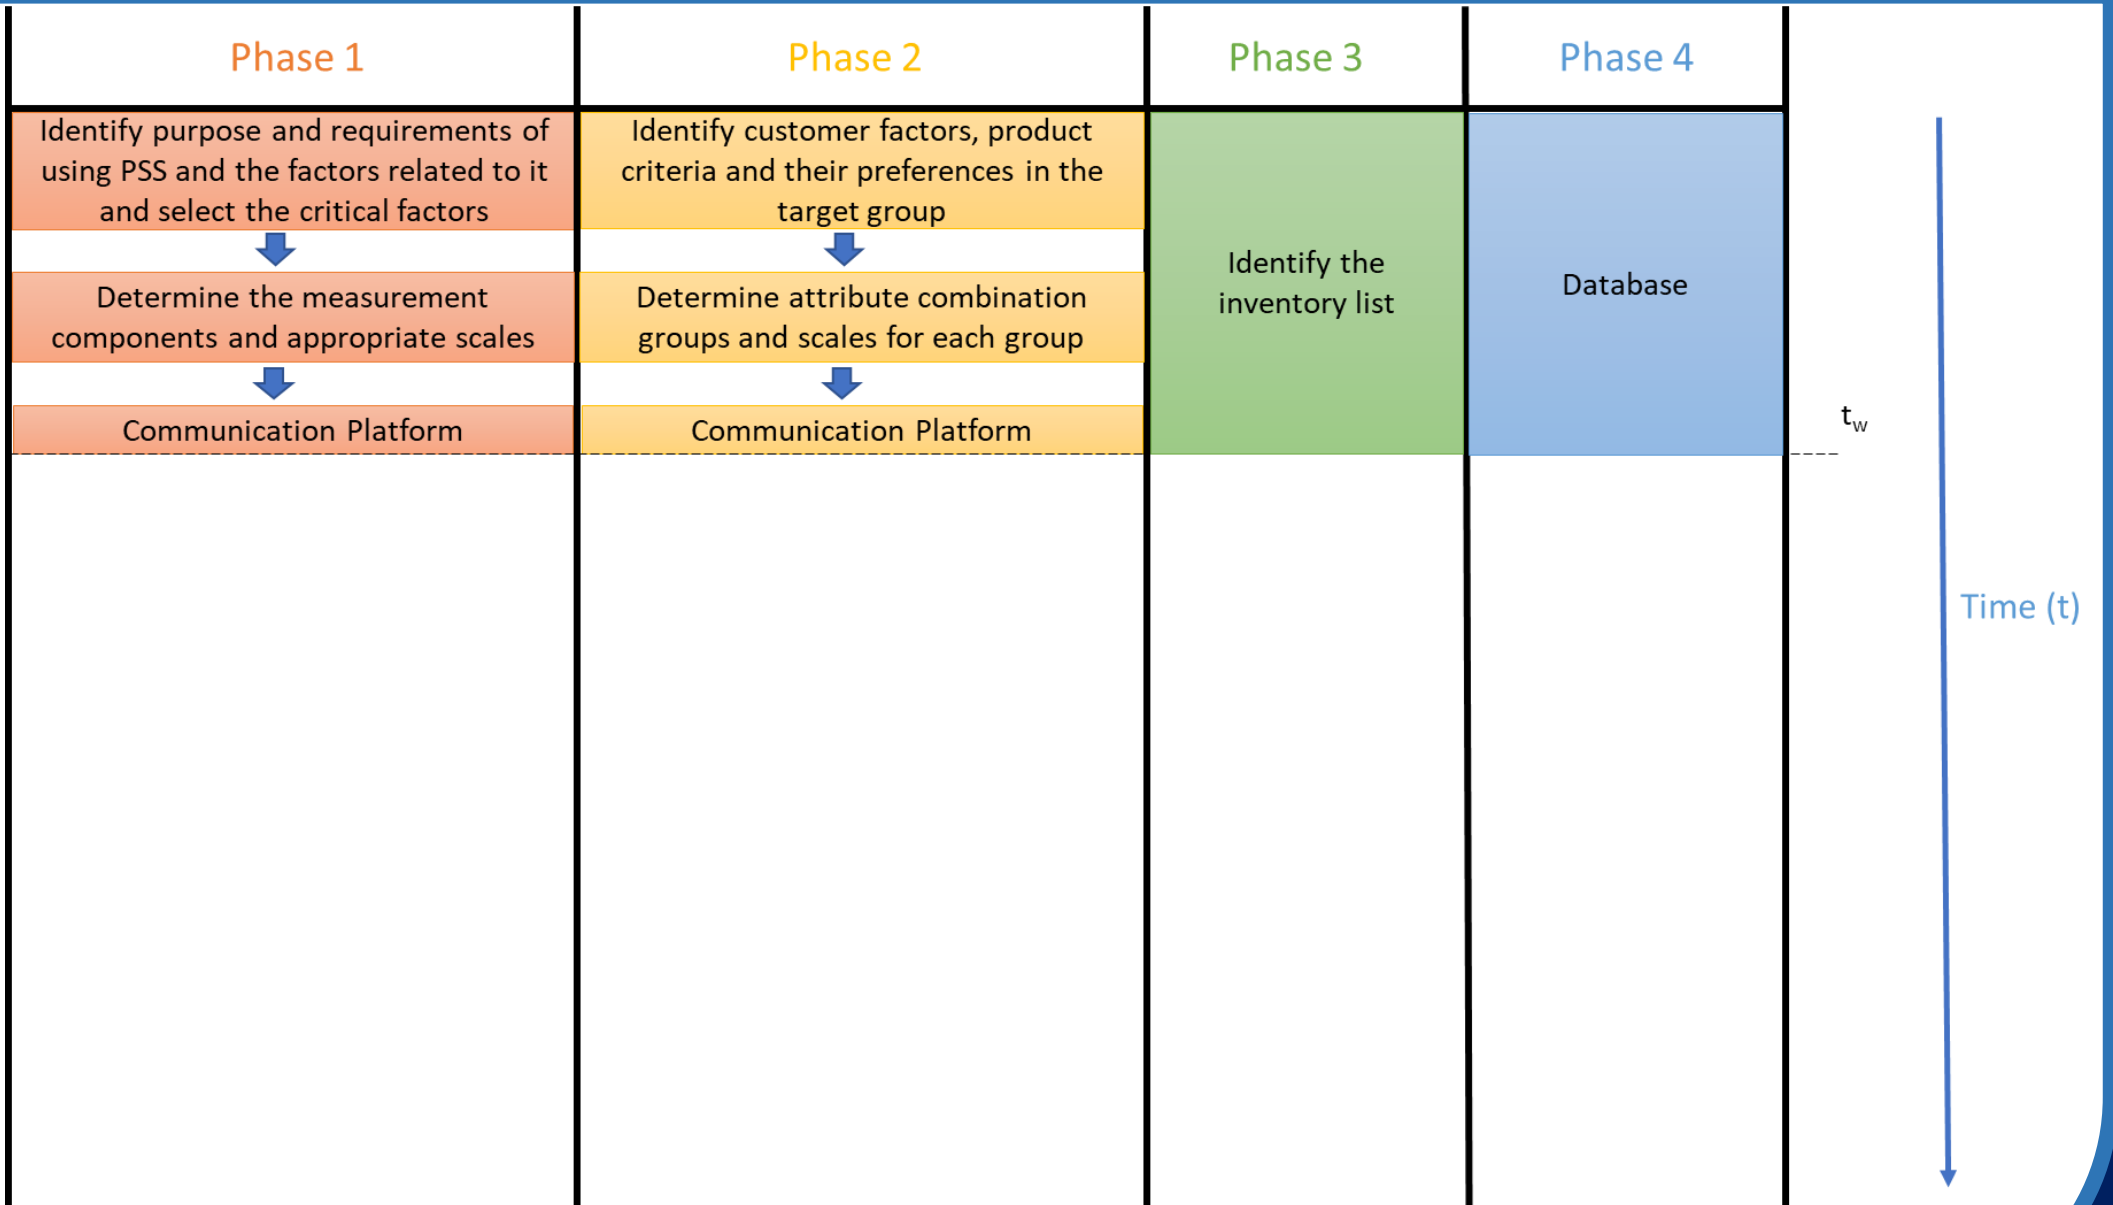 Phase 1
Phase 2
Phase 3
Phase 4
Identify purpose and requirements of
using PSS and the factors related to it
and select the critical factors
Identify customer factors, product
criteria and their preferences in the
target group
Identify the
inventory list
Database
Determine the measurement
components and appropriate scales
Determine attribute combination
groups and scales for each group
Communication Platform
Communication Platform
tw
Time (t)